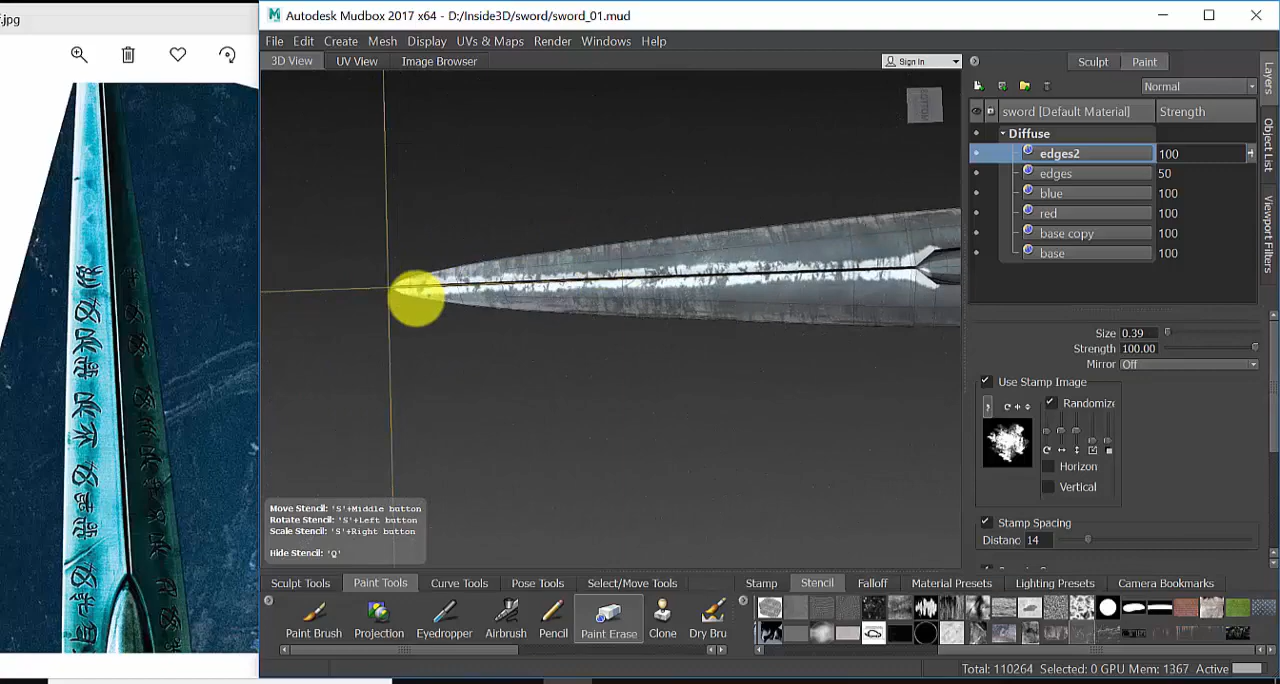 .jpg
Autodesk Mudbox 2017 x64 - D:/Inside3D/sword/sword_01.mud
File Edit Create Mesh Display UVs & Maps Render Windows Help
3D View UV View Image Browser
Sign In
Sculpt Paint
Normal
sword [Default Material] Strength
Diffuse
edges2 100
edges 50
blue 100
red 100
base copy 100
base 100
Layers
Object List
Viewport Filters
BOTTOM
Size 0.39
Strength 100.00
Mirror Off
Use Stamp Image
Randomize
Horizon
Vertical
Stamp Spacing
Distanc 14
Move Stencil: 'S'+Middle button
Rotate Stencil: 'S'+Left button
Scale Stencil: 'S'+Right button
Hide Stencil: 'Q'
Sculpt Tools Paint Tools Curve Tools Pose Tools Select/Move Tools
Stamp Stencil Falloff Material Presets Lighting Presets Camera Bookmarks
Paint Brush Projection Eyedropper Airbrush Pencil Paint Erase Clone Dry Bru
Total: 110264 Selected: 0 GPU Mem: 1367 Active